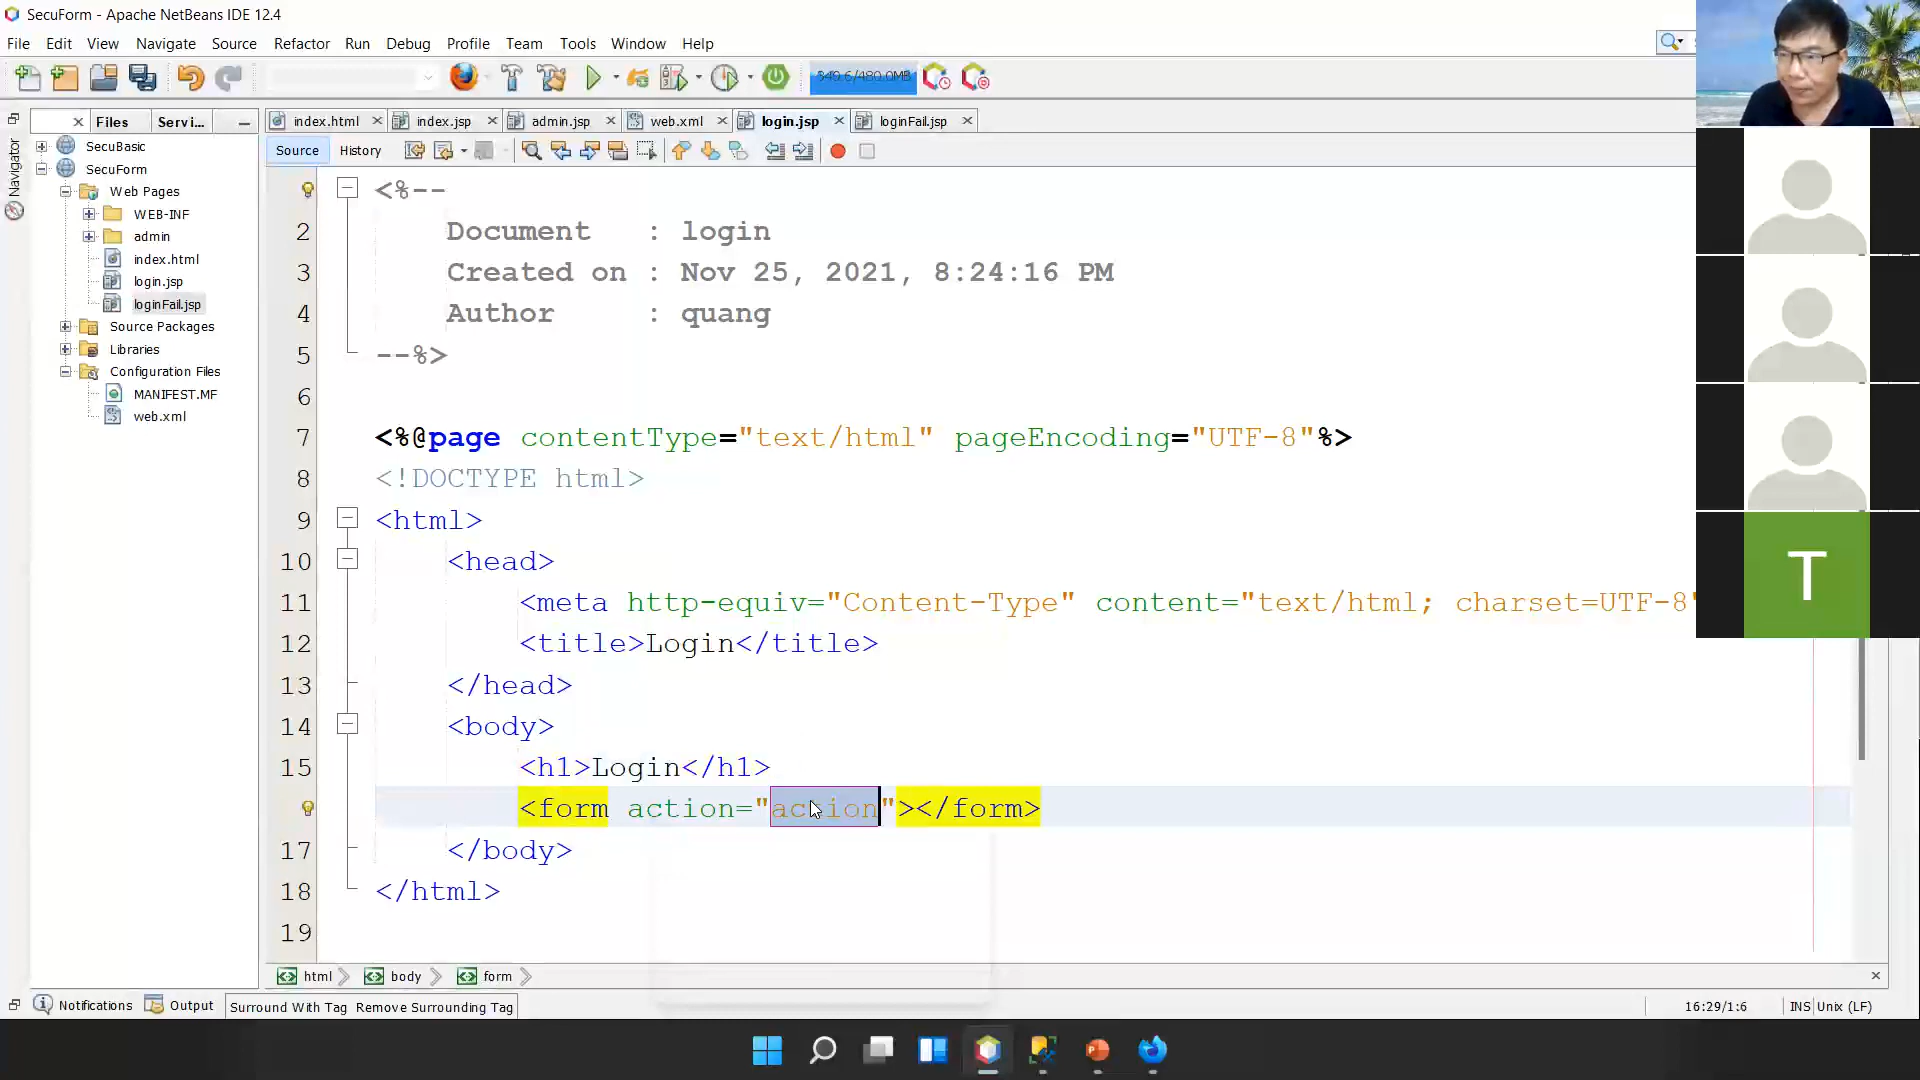 SecuForm - Apache NetBeans IDE 12.4
File Edit View Navigate Source Refactor Run Debug Profile Team Tools Window Help
349.6/480.0MB
Files Servi...
index.html index.jsp admin.jsp web.xml login.jsp loginFail.jsp
Source History
Navigator
SecuBasic
SecuForm
Web Pages
WEB-INF
admin
index.html
login.jsp
loginFail.jsp
Source Packages
Libraries
Configuration Files
MANIFEST.MF
web.xml
<%--
2 Document : login
3 Created on : Nov 25, 2021, 8:24:16 PM
4 Author : quang
5 --%>
6
7 <%@page contentType="text/html" pageEncoding="UTF-8"%>
8 <!DOCTYPE html>
9 <html>
10 <head>
11 <meta http-equiv="Content-Type" content="text/html; charset=UTF-8"
12 <title>Login</title>
13 </head>
14 <body>
15 <h1>Login</h1>
<form action="action"></form>
17 </body>
18 </html>
19
html body form
Notifications Output Surround With Tag Remove Surrounding Tag
16:29/1:6 INS Unix (LF)
T